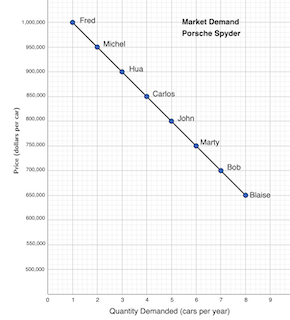 Market Demand
Porsche Spyder
Price (dollars per car)
1,000,000
950,000
900,000
850,000
800,000
750,000
700,000
650,000
600,000
550,000
500,000
Fred
Michel
Hua
Carlos
John
Marty
Bob
Blaise
0 1 2 3 4 5 6 7 8 9
Quantity Demanded (cars per year)